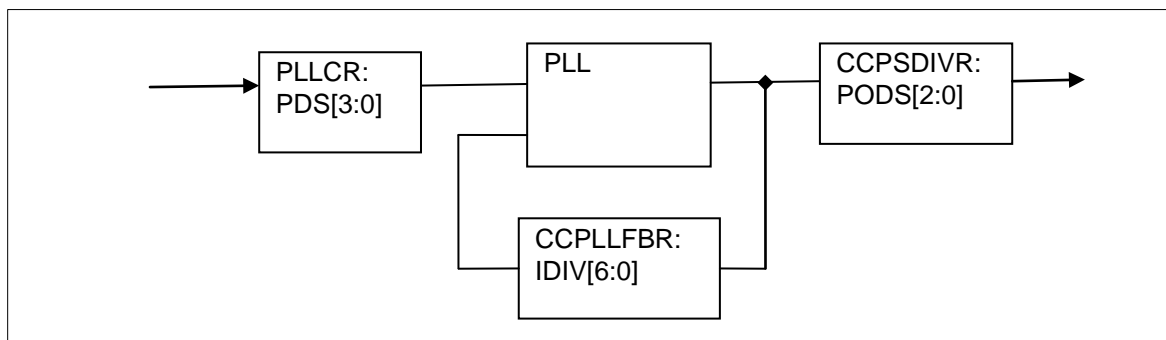 PLLCR:
PDS[3:0]
PLL
CCPSDIVR:
PODS[2:0]
CCPLLFBR:
IDIV[6:0]